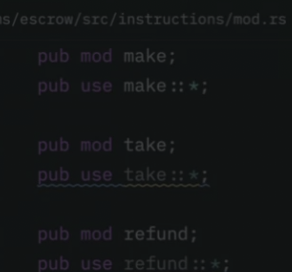 s/escrow/src/instructions/mod.rs
pub mod make;
pub use make::*;
pub mod take;
pub use take::*;
pub mod refund;
pub use refund::*;